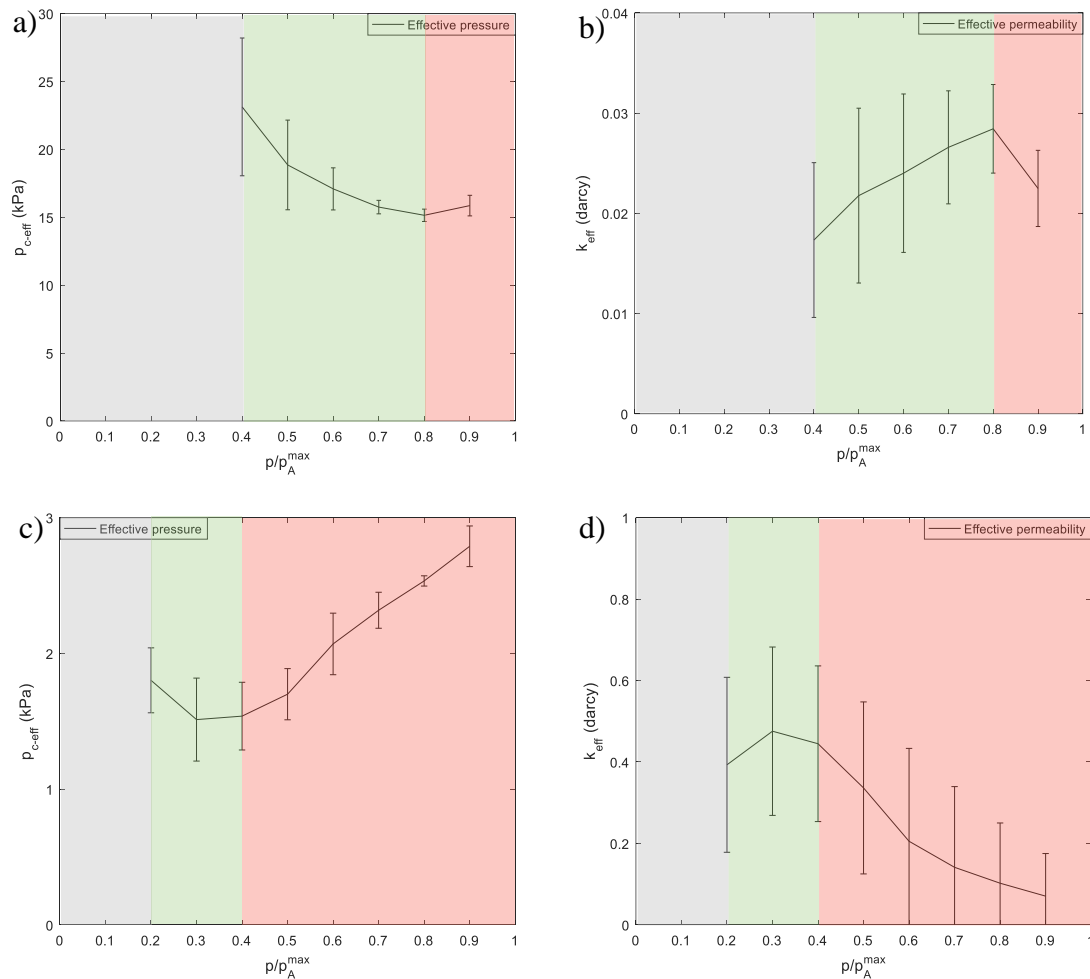 a)
Effective pressure
30
25
20
15
10
5
0
p_c-eff (kPa)
0 0.1 0.2 0.3 0.4 0.5 0.6 0.7 0.8 0.9 1
p/p_A^max
b)
Effective permeability
0.04
0.03
0.02
0.01
0
k_eff (darcy)
0 0.1 0.2 0.3 0.4 0.5 0.6 0.7 0.8 0.9 1
p/p_A^max
c)
Effective pressure
3
2
1
0
p_c-eff (kPa)
0 0.1 0.2 0.3 0.4 0.5 0.6 0.7 0.8 0.9 1
p/p_A^max
d)
Effective permeability
1
0.8
0.6
0.4
0.2
0
k_eff (darcy)
0 0.1 0.2 0.3 0.4 0.5 0.6 0.7 0.8 0.9 1
p/p_A^max